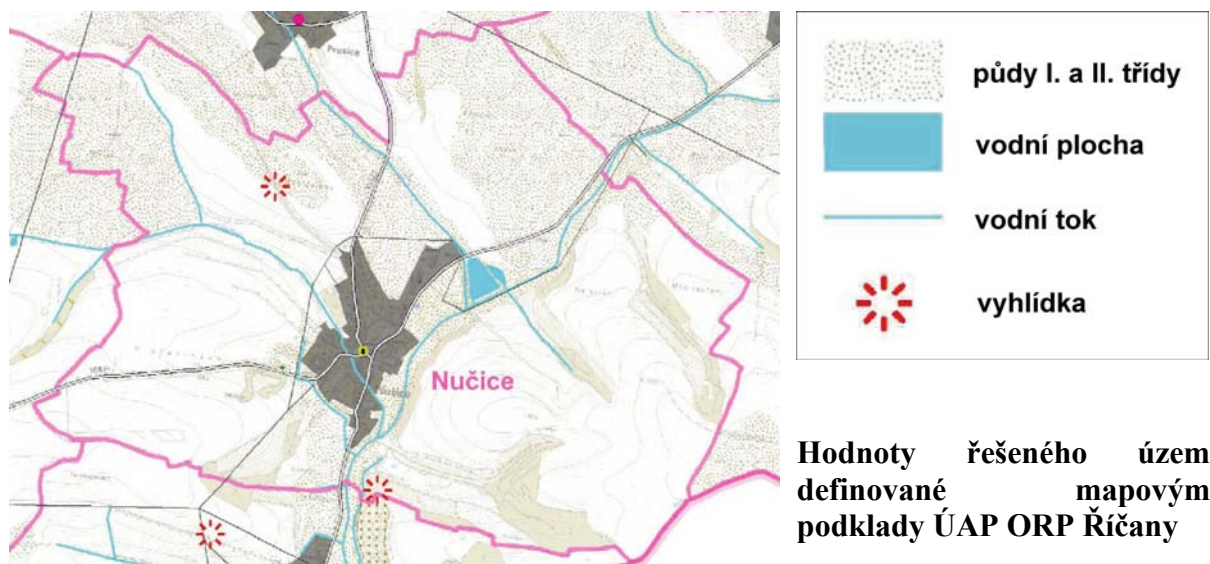 Prusice
Nučice
půdy I. a II. třídy
vodní plocha
vodní tok
vyhlídka
Hodnoty řešeného územ
definované mapovým
podklady ÚAP ORP Říčany